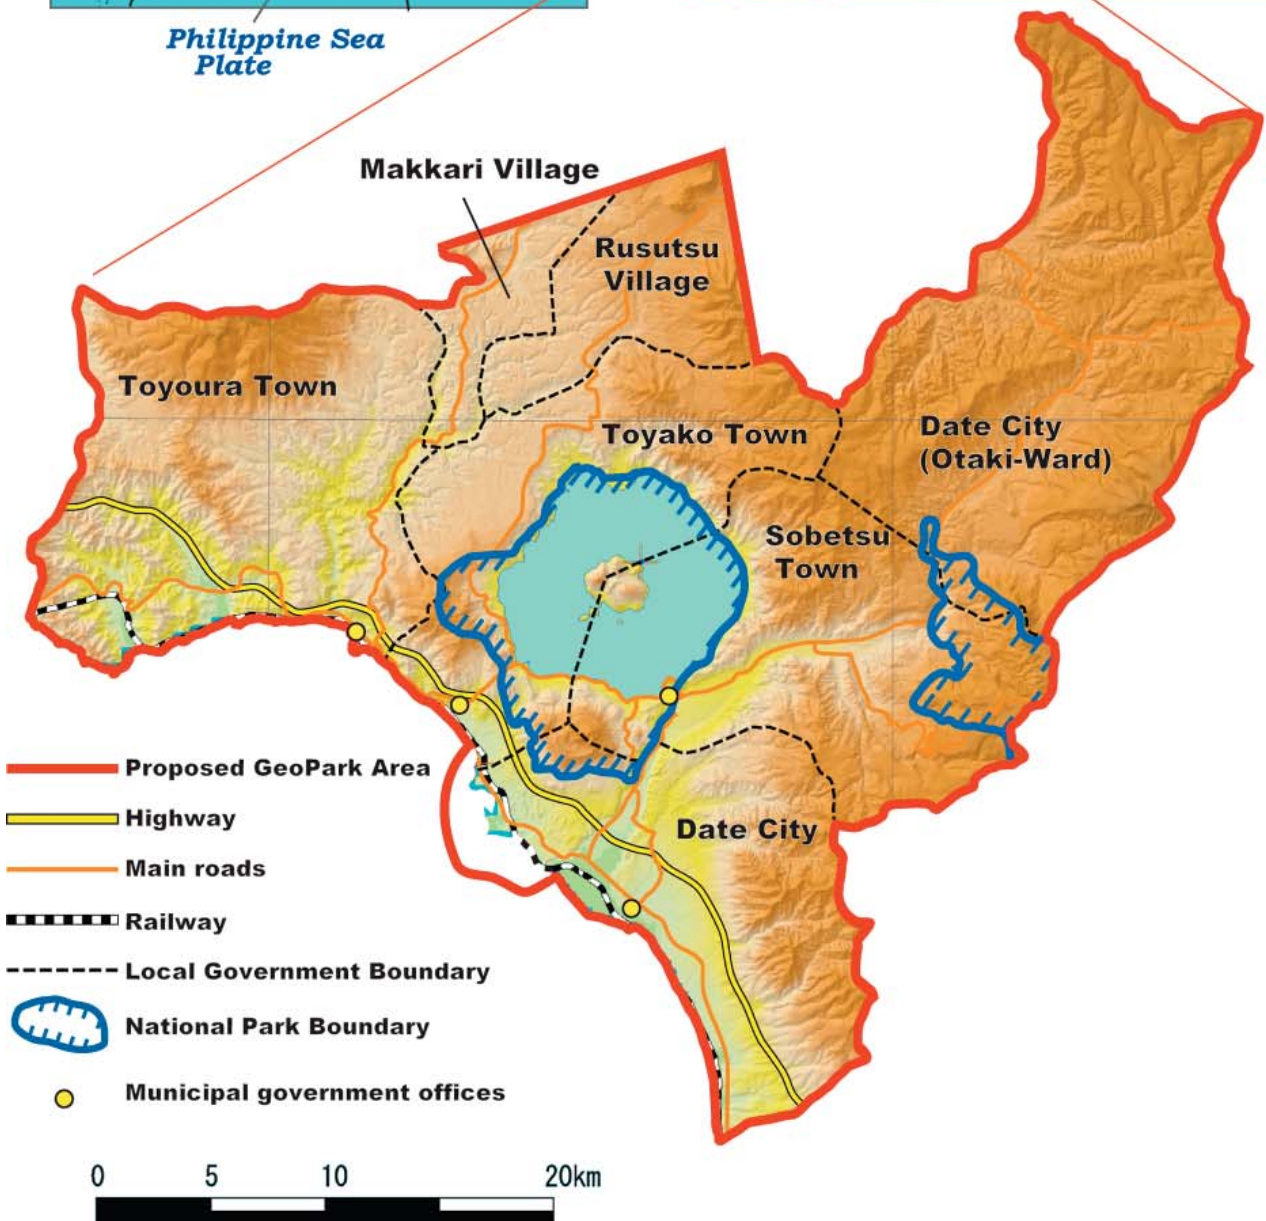 Philippine Sea
Plate
Makkari Village
Rusutsu
Village
Toyoura Town
Toyako Town
Date City
(Otaki-Ward)
Sobetsu
Town
Date City
Proposed GeoPark Area
Highway
Main roads
Railway
Local Government Boundary
National Park Boundary
Municipal government offices
0 5 10 20km